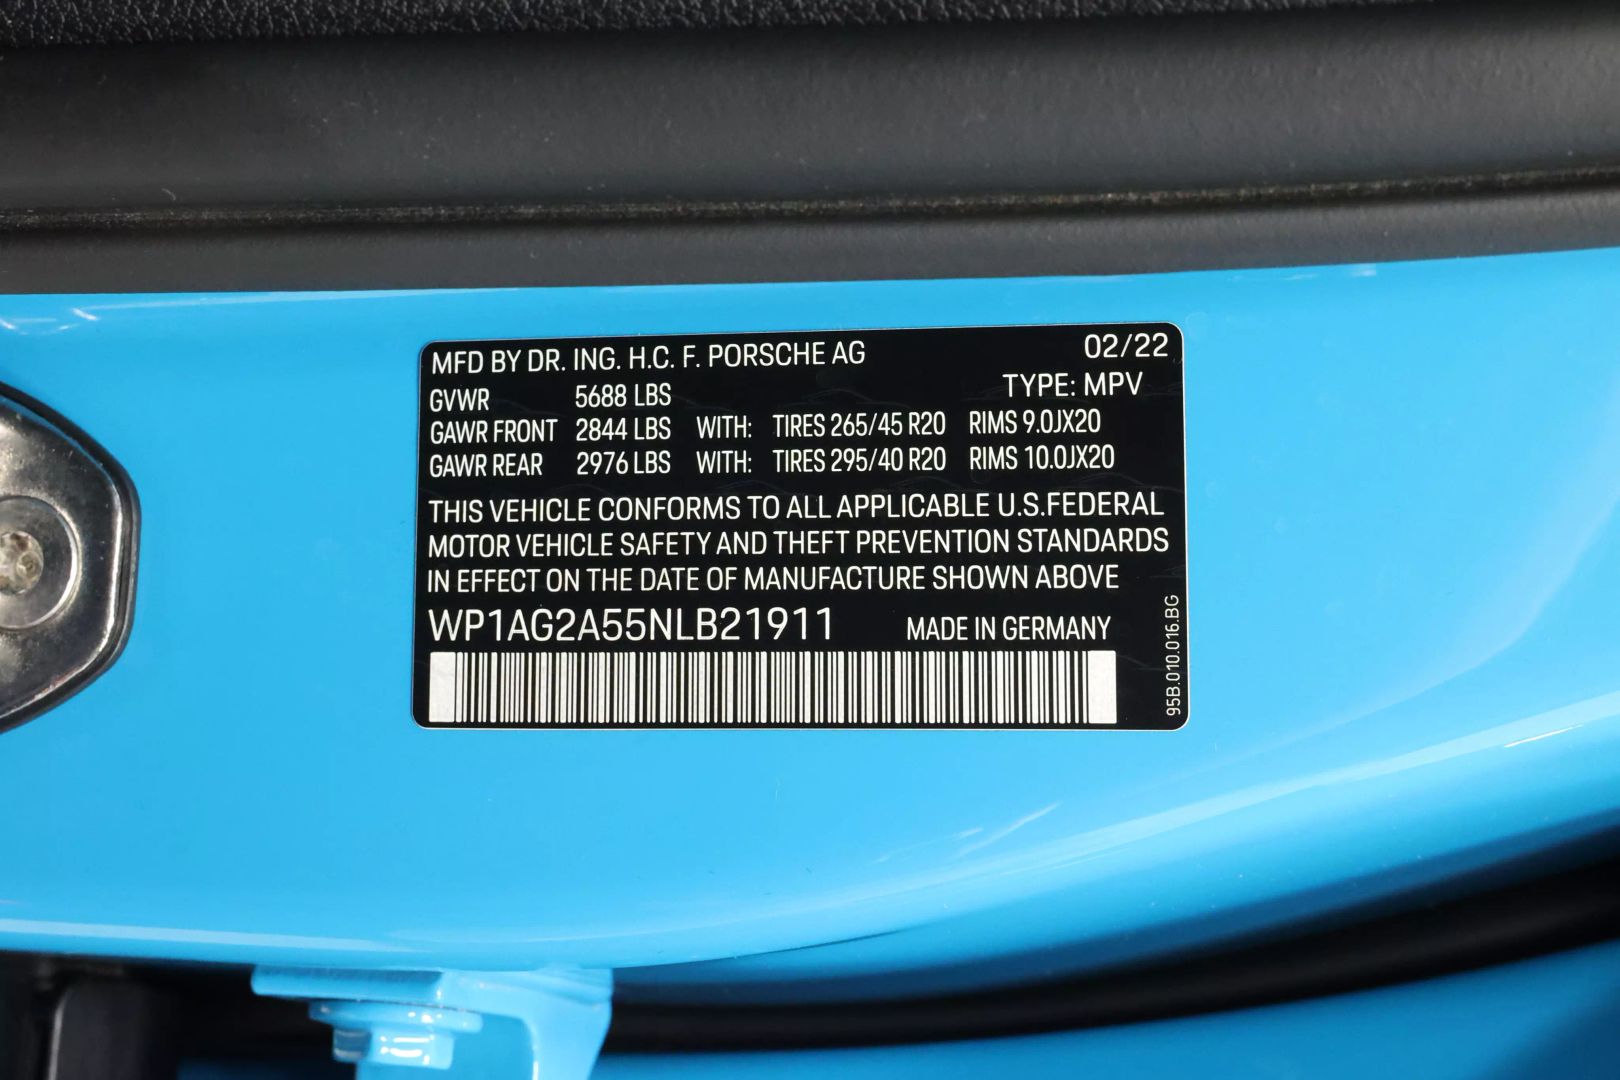 MFD BY DR. ING. H.C. F. PORSCHE AG 02/22
GVWR 5688 LBS TYPE: MPV
GAWR FRONT 2844 LBS WITH: TIRES 265/45 R20 RIMS 9.0JX20
GAWR REAR 2976 LBS WITH: TIRES 295/40 R20 RIMS 10.0JX20
THIS VEHICLE CONFORMS TO ALL APPLICABLE U.S.FEDERAL
MOTOR VEHICLE SAFETY AND THEFT PREVENTION STANDARDS
IN EFFECT ON THE DATE OF MANUFACTURE SHOWN ABOVE
WP1AG2A55NLB21911 MADE IN GERMANY
95B.010.016.BG